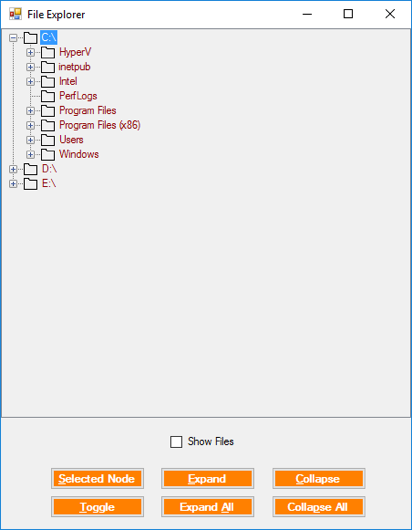 File Explorer
C:\
HyperV
inetpub
Intel
PerfLogs
Program Files
Program Files (x86)
Users
Windows
D:\
E:\
Show Files
Selected Node Expand Collapse
Toggle Expand All Collapse All